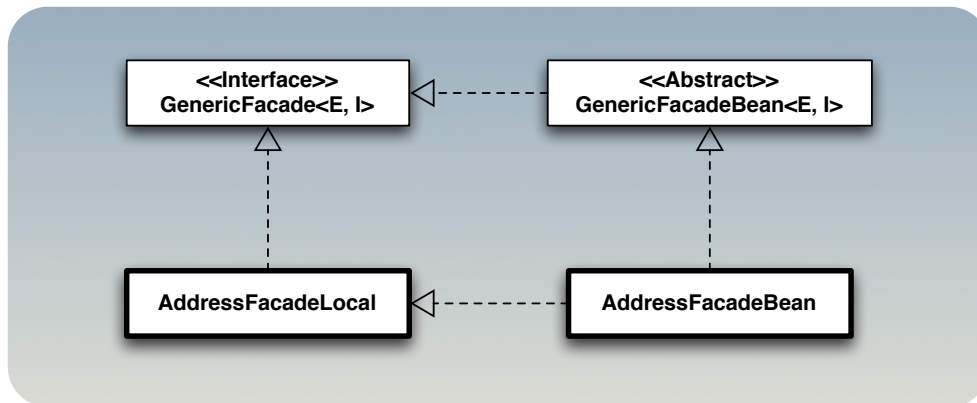 <<Interface>>
GenericFacade<E, I>
<<Abstract>>
GenericFacadeBean<E, I>
AddressFacadeLocal
AddressFacadeBean